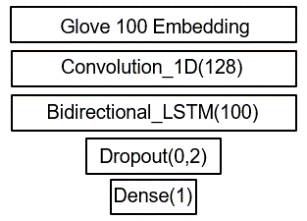 Glove 100 Embedding
Convolution_1D(128)
Bidirectional_LSTM(100)
Dropout(0,2)
Dense(1)